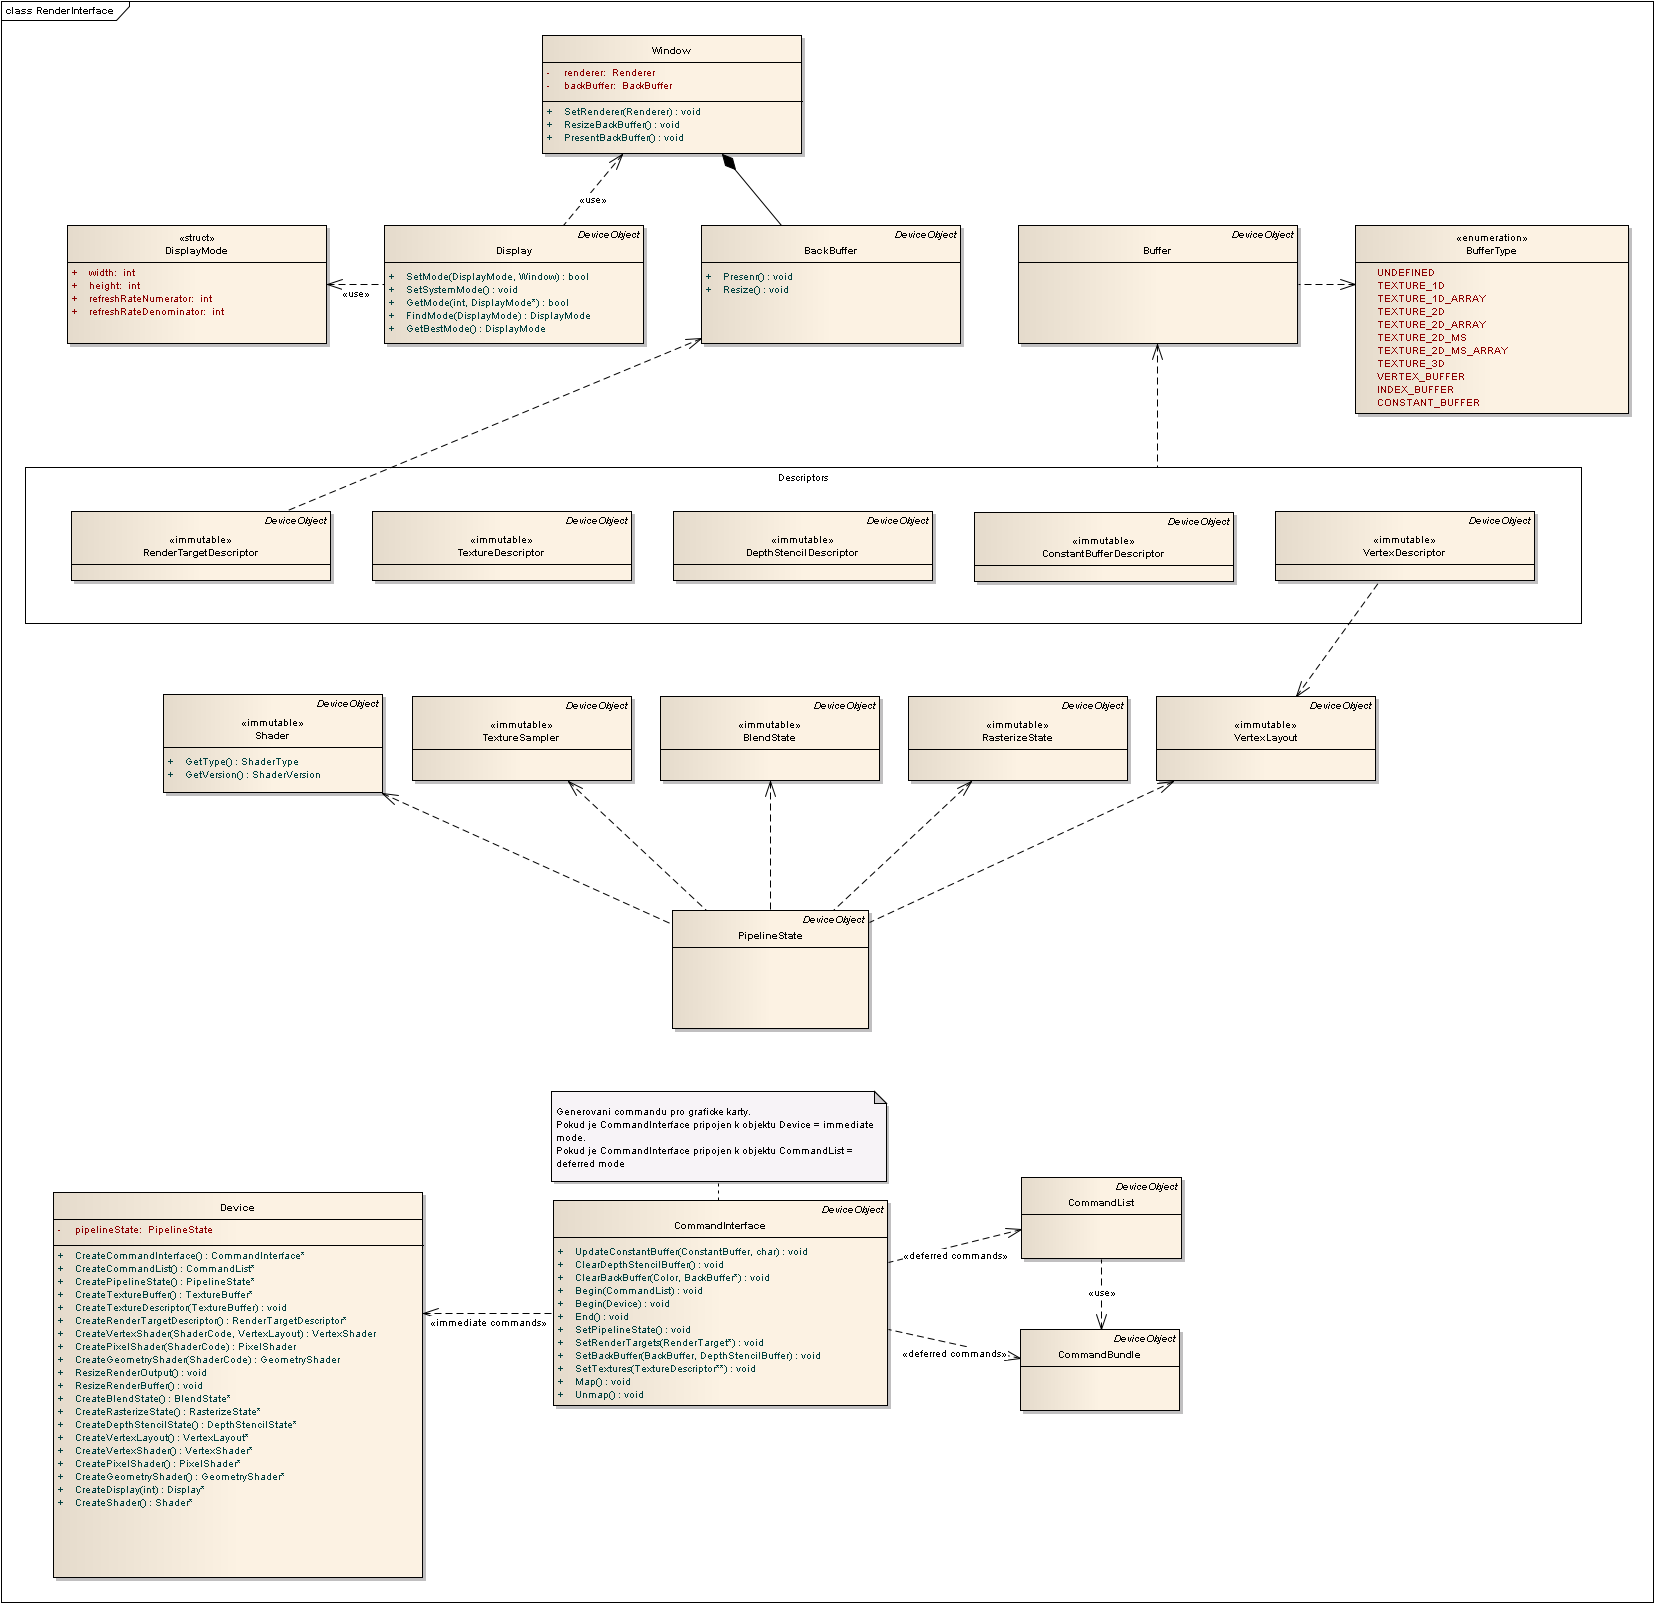 class RenderInterface
Window
- renderer: Renderer
- backBuffer: BackBuffer
+ SetRenderer(Renderer) : void
+ ResizeBackBuffer() : void
+ PresentBackBuffer() : void
«use»
«struct»
DisplayMode
+ width: int
+ height: int
+ refreshRateNumerator: int
+ refreshRateDenominator: int
«use»
DeviceObject
Display
+ SetMode(DisplayMode, Window) : bool
+ SetSystemMode() : void
+ GetMode(int, DisplayMode*) : bool
+ FindMode(DisplayMode) : DisplayMode
+ GetBestMode() : DisplayMode
DeviceObject
BackBuffer
+ Presenr() : void
+ Resize() : void
DeviceObject
Buffer
«enumeration»
BufferType
UNDEFINED
TEXTURE_1D
TEXTURE_1D_ARRAY
TEXTURE_2D
TEXTURE_2D_ARRAY
TEXTURE_2D_MS
TEXTURE_2D_MS_ARRAY
TEXTURE_3D
VERTEX_BUFFER
INDEX_BUFFER
CONSTANT_BUFFER
Descriptors
DeviceObject
«immutable»
RenderTargetDescriptor
DeviceObject
«immutable»
TextureDescriptor
DeviceObject
«immutable»
DepthStencilDescriptor
DeviceObject
«immutable»
ConstantBufferDescriptor
DeviceObject
«immutable»
VertexDescriptor
DeviceObject
«immutable»
Shader
+ GetType() : ShaderType
+ GetVersion() : ShaderVersion
DeviceObject
«immutable»
TextureSampler
DeviceObject
«immutable»
BlendState
DeviceObject
«immutable»
RasterizeState
DeviceObject
«immutable»
VertexLayout
DeviceObject
PipelineState
Generovani commandu pro graficke karty.
Pokud je CommandInterface pripojen k objektu Device = immediate
mode.
Pokud je CommandInterface pripojen k objektu CommandList =
deferred mode
Device
- pipelineState: PipelineState
+ CreateCommandInterface() : CommandInterface*
+ CreateCommandList() : CommandList*
+ CreatePipelineState() : PipelineState*
+ CreateTextureBuffer() : TextureBuffer*
+ CreateTextureDescriptor(TextureBuffer) : void
+ CreateRenderTargetDescriptor() : RenderTargetDescriptor*
+ CreateVertexShader(ShaderCode, VertexLayout) : VertexShader
+ CreatePixelShader(ShaderCode) : PixelShader
+ CreateGeometryShader(ShaderCode) : GeometryShader
+ ResizeRenderOutput() : void
+ ResizeRenderBuffer() : void
+ CreateBlendState() : BlendState*
+ CreateRasterizeState() : RasterizeState*
+ CreateDepthStencilState() : DepthStencilState*
+ CreateVertexLayout() : VertexLayout*
+ CreateVertexShader() : VertexShader*
+ CreatePixelShader() : PixelShader*
+ CreateGeometryShader() : GeometryShader*
+ CreateDisplay(int) : Display*
+ CreateShader() : Shader*
«immediate commands»
DeviceObject
CommandInterface
+ UpdateConstantBuffer(ConstantBuffer, char) : void
+ ClearDepthStencilBuffer() : void
+ ClearBackBuffer(Color, BackBuffer*) : void
+ Begin(CommandList) : void
+ Begin(Device) : void
+ End() : void
+ SetPipelineState() : void
+ SetRenderTargets(RenderTarget*) : void
+ SetBackBuffer(BackBuffer, DepthStencilBuffer) : void
+ SetTextures(TextureDescriptor**) : void
+ Map() : void
+ Unmap() : void
«deferred commands»
«deferred commands»
DeviceObject
CommandList
«use»
DeviceObject
CommandBundle